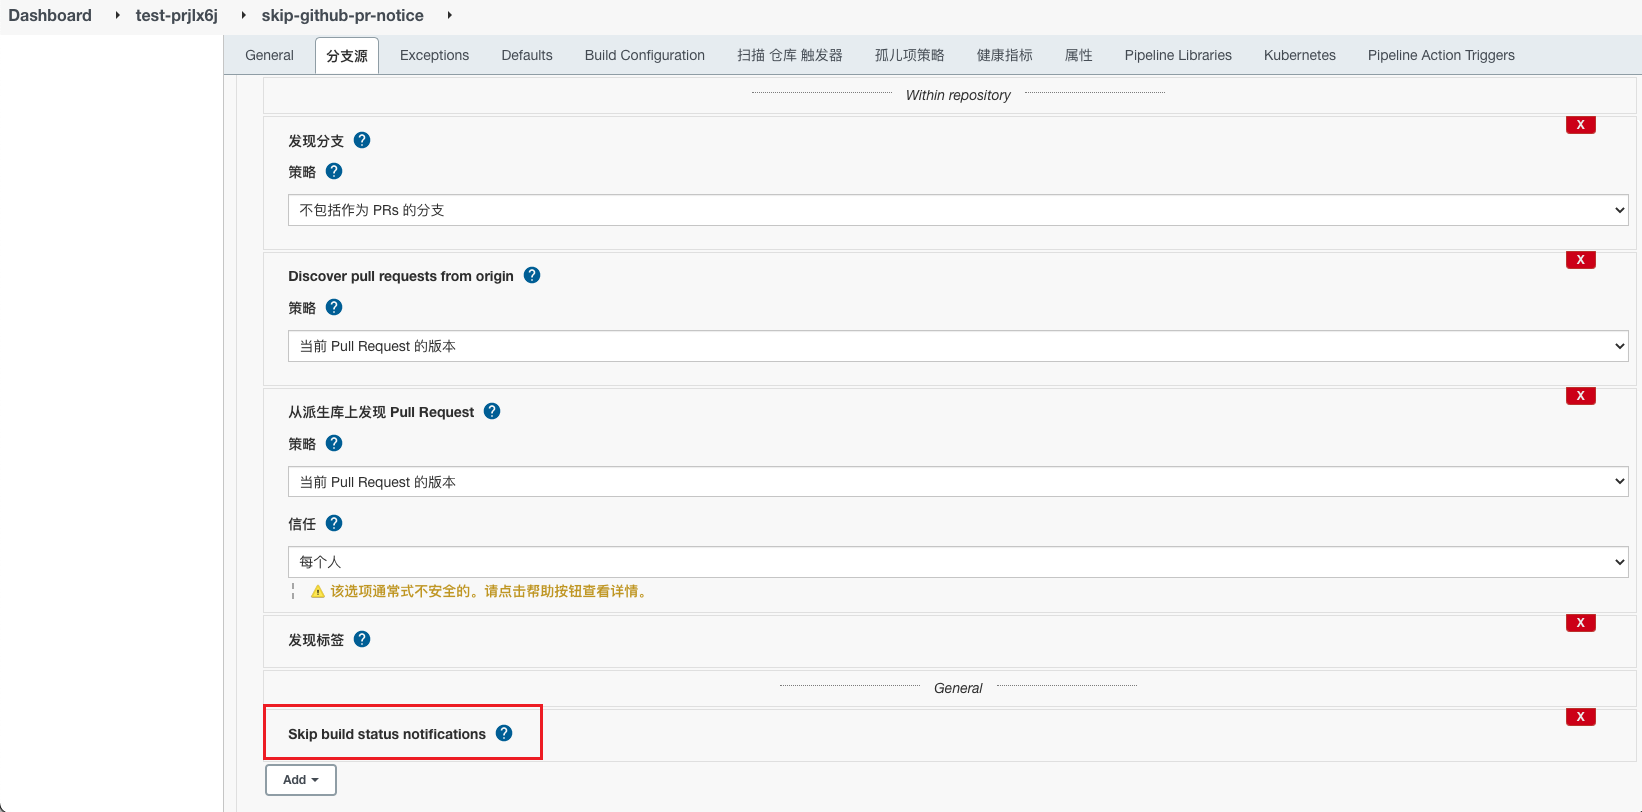 Dashboard test-prjlx6j skip-github-pr-notice
General 分支源 Exceptions Defaults Build Configuration 扫描 仓库 触发器 孤儿项策略 健康指标 属性 Pipeline Libraries Kubernetes Pipeline Action Triggers
Within repository
X
发现分支 ?
策略 ?
不包括作为 PRs 的分支
X
Discover pull requests from origin ?
策略 ?
当前 Pull Request 的版本
X
从派生库上发现 Pull Request ?
策略 ?
当前 Pull Request 的版本
信任 ?
每个人
该选项通常式不安全的。请点击帮助按钮查看详情。
X
发现标签 ?
General
X
Skip build status notifications ?
Add